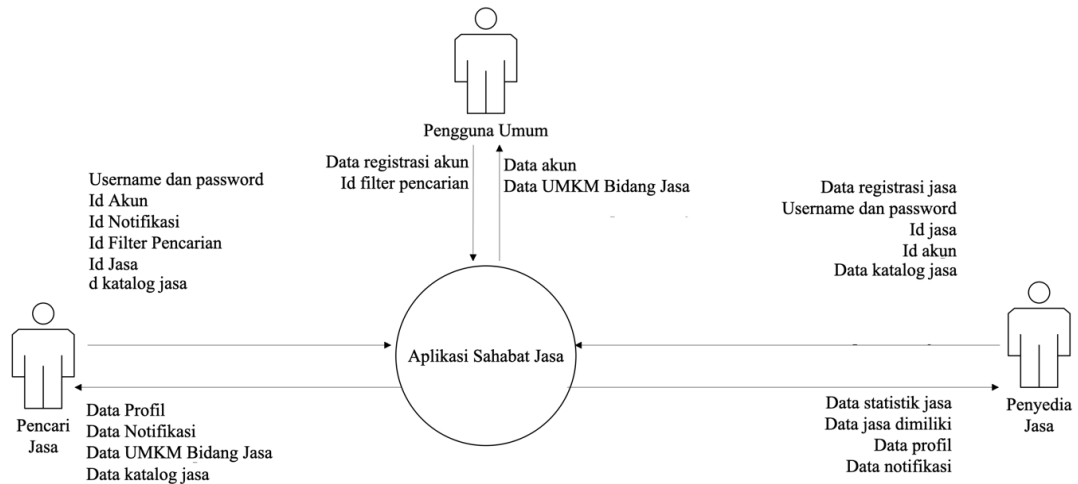 Pengguna Umum
Data registrasi akun
Id filter pencarian
Data akun
Data UMKM Bidang Jasa
Username dan password
Id Akun
Id Notifikasi
Id Filter Pencarian
Id Jasa
d katalog jasa
Data registrasi jasa
Username dan password
Id jasa
Id akun
Data katalog jasa
Aplikasi Sahabat Jasa
Pencari
Jasa
Data Profil
Data Notifikasi
Data UMKM Bidang Jasa
Data katalog jasa
Data statistik jasa
Data jasa dimiliki
Data profil
Data notifikasi
Penyedia
Jasa